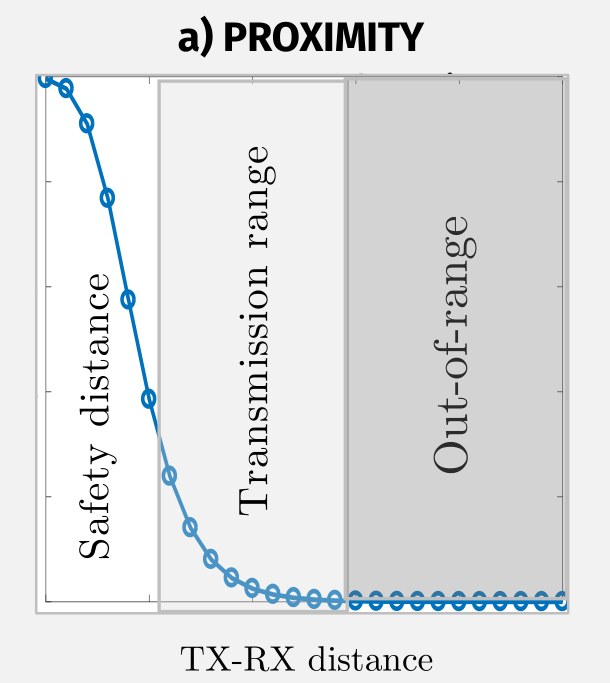 a) PROXIMITY
Safety distance
Transmission range
Out-of-range
TX-RX distance